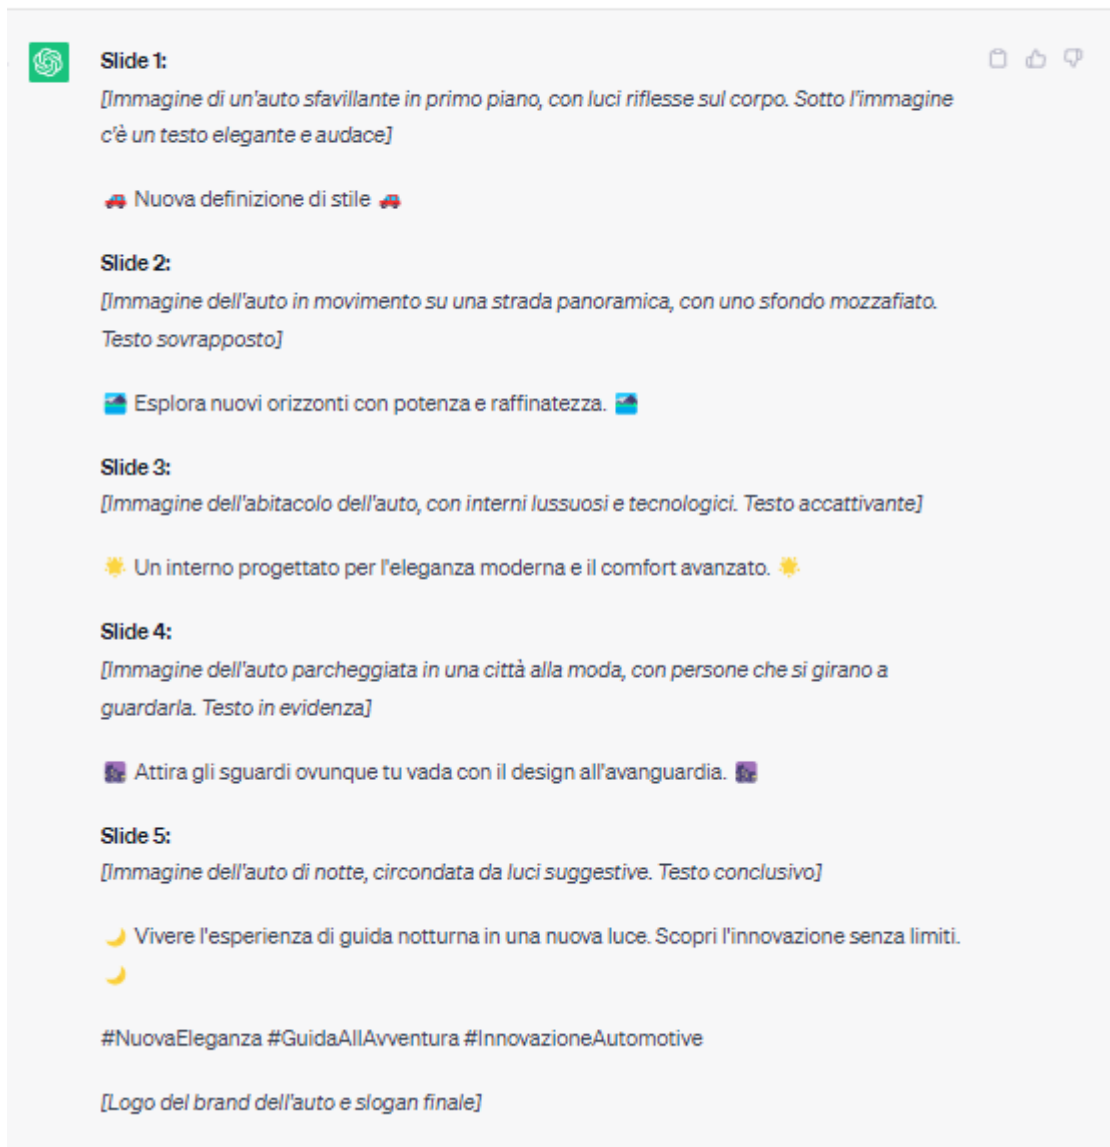 Slide 1:
[Immagine di un'auto sfavillante in primo piano, con luci riflesse sul corpo. Sotto l'immagine
c'è un testo elegante e audace]
🚗 Nuova definizione di stile 🚗
Slide 2:
[Immagine dell'auto in movimento su una strada panoramica, con uno sfondo mozzafiato.
Testo sovrapposto]
🏞️ Esplora nuovi orizzonti con potenza e raffinatezza. 🏞️
Slide 3:
[Immagine dell'abitacolo dell'auto, con interni lussuosi e tecnologici. Testo accattivante]
🌟 Un interno progettato per l'eleganza moderna e il comfort avanzato. 🌟
Slide 4:
[Immagine dell'auto parcheggiata in una città alla moda, con persone che si girano a
guardarla. Testo in evidenza]
🌌 Attira gli sguardi ovunque tu vada con il design all'avanguardia. 🌌
Slide 5:
[Immagine dell'auto di notte, circondata da luci suggestive. Testo conclusivo]
🌙 Vivere l'esperienza di guida notturna in una nuova luce. Scopri l'innovazione senza limiti.
🌙
#NuovaEleganza #GuidaAllAvventura #InnovazioneAutomotive
[Logo del brand dell'auto e slogan finale]